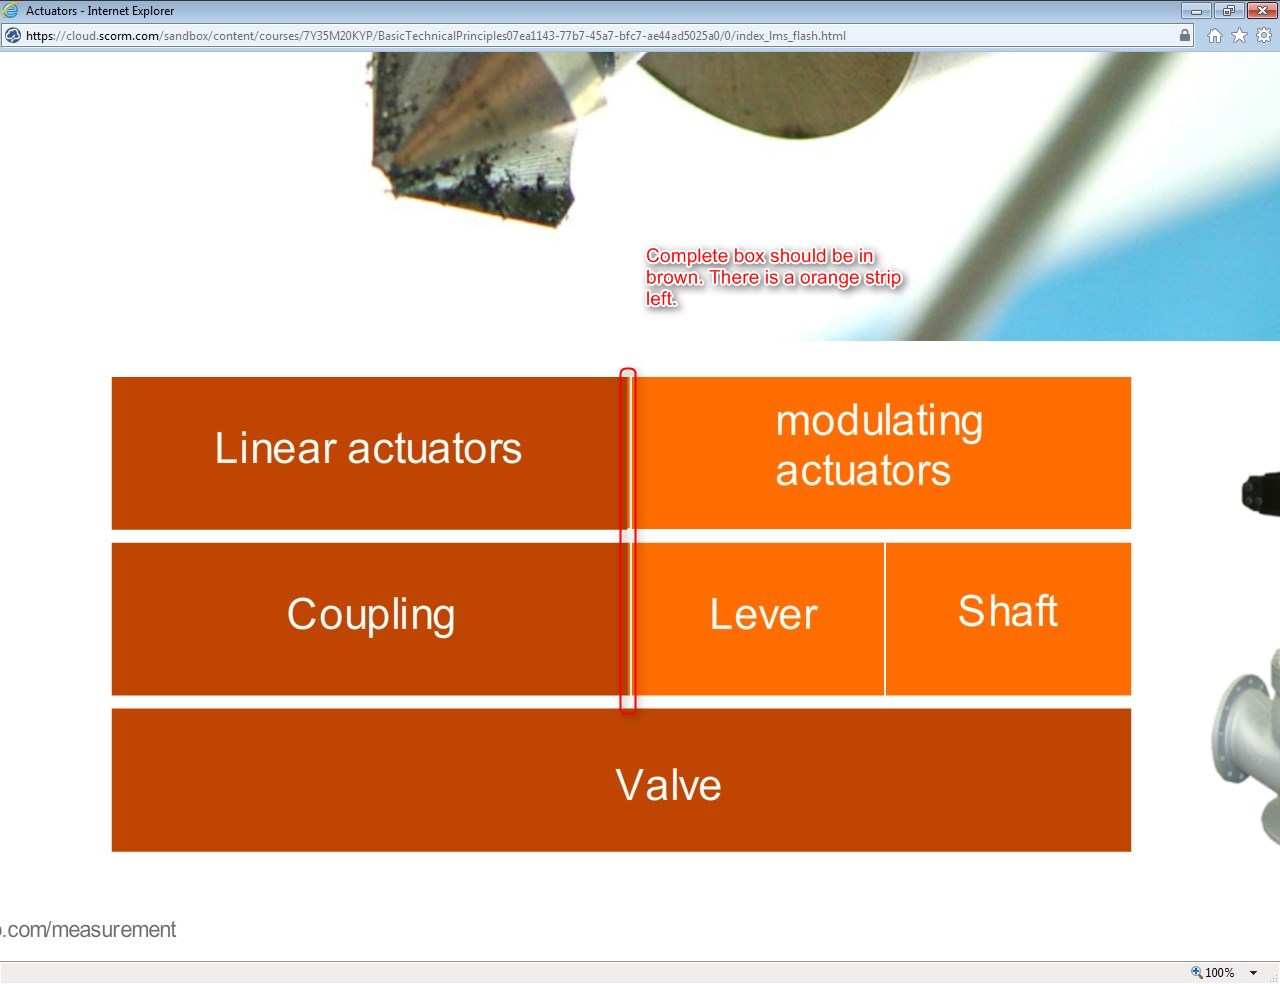 Actuators - Internet Explorer
https://cloud.scorm.com/sandbox/content/courses/7Y35M20KYP/BasicTechnicalPrinciples07ea1143-77b7-45a7-bfc7-ae44ad5025a0/0/index_lms_flash.html
Complete box should be in
brown. There is a orange strip
left.
Linear actuators
modulating
actuators
Coupling
Lever
Shaft
Valve
.com/measurement
100%